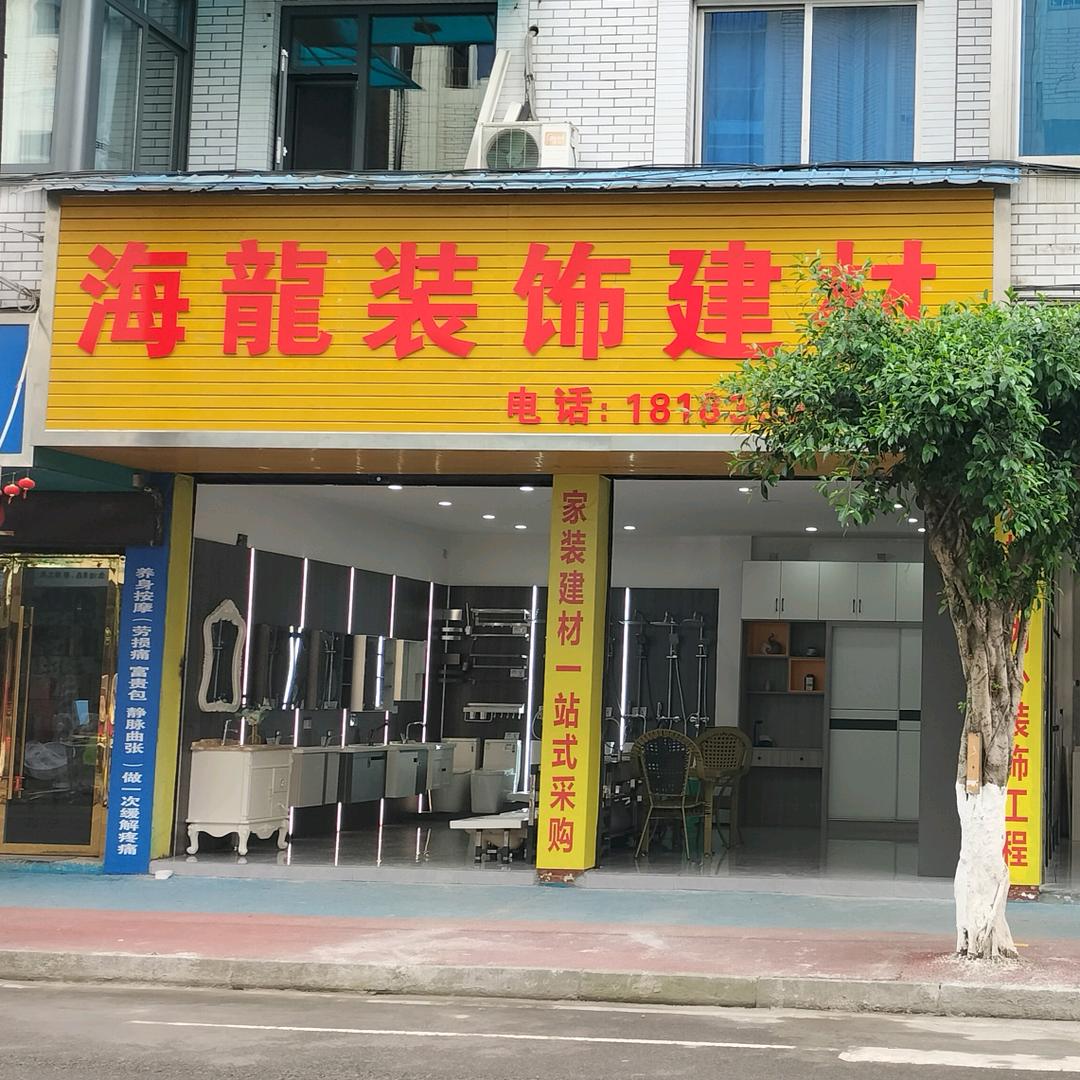 海龍装饰建材
电话:18183
养身按摩（劳损痛 富贵包 静脉曲张）做一次缓解疼痛
家装建材一站式采购
装饰工程